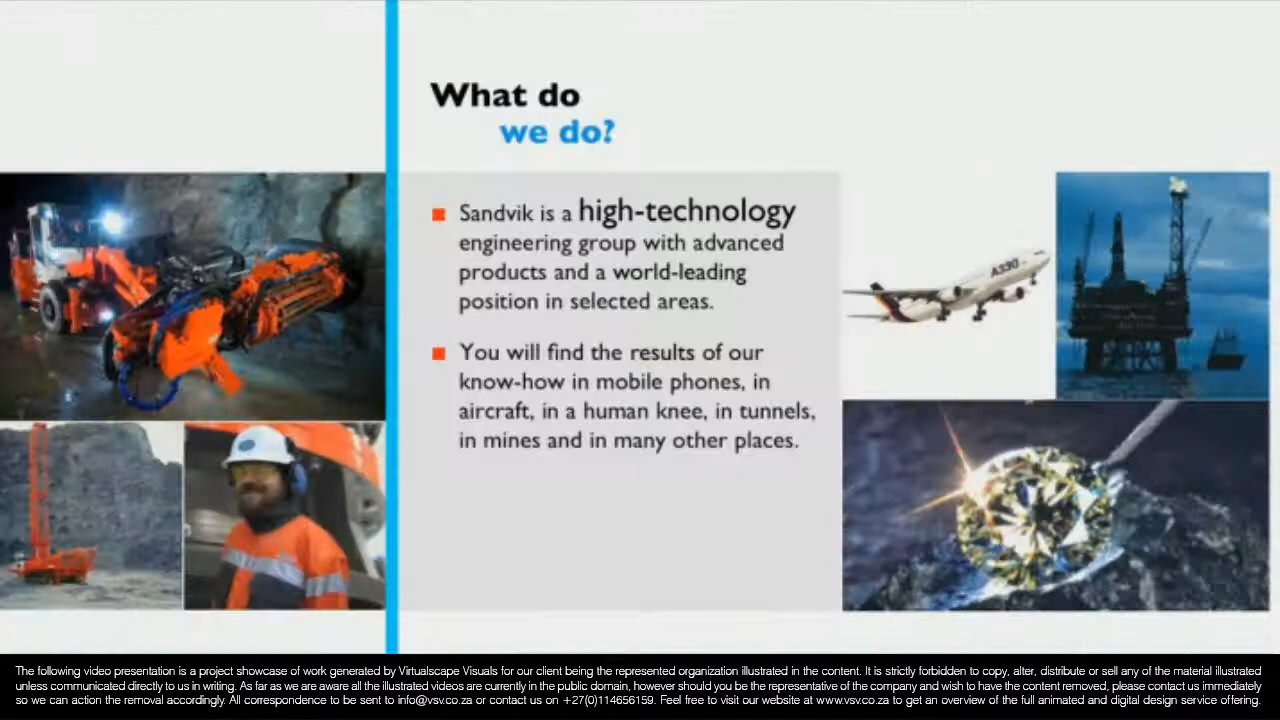 What do
we do?
Sandvik is a high-technology
engineering group with advanced
products and a world-leading
position in selected areas.
You will find the results of our
know-how in mobile phones, in
aircraft, in a human knee, in tunnels,
in mines and in many other places.
A330
The following video presentation is a project showcase of work generated by Virtualscape Visuals for our client being the represented organization illustrated in the content. It is strictly forbidden to copy, alter, distribute or sell any of the material illustrated
unless communicated directly to us in writing. As far as we are aware all the illustrated videos are currently in the public domain, however should you be the representative of the company and wish to have the content removed, please contact us immediately
so we can action the removal accordingly. All correspondence to be sent to info@vsv.co.za or contact us on +27(0)114656159. Feel free to visit our website at www.vsv.co.za to get an overview of the full animated and digital design service offering.